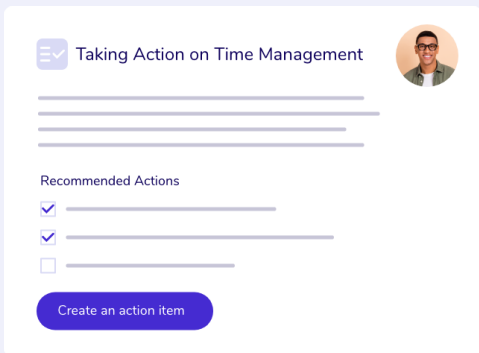 Taking Action on Time Management
Recommended Actions
Create an action item